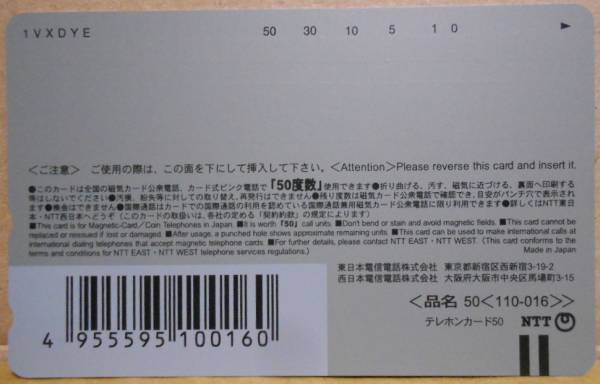 1VXDYE 50 30 10 5 1 0
＜ご注意＞ ご使用の際は、この面を下にして挿入して下さい。＜Attention＞Please reverse this card and insert it.
●このカードは全国の磁気カード公衆電話、カード式ピンク電話で「50度数」使用できます●折り曲げる、汚す、磁気に近づける、裏面へ印刷する
等はしないでください●汚損、紛失等に対しての取り替え、再発行はできません●残り度数は磁気カード公衆電話で確認でき、目安がパンチ穴で表示され
ます●換金はできません●国際通話はカードでの国際通話の利用を認めている国際通話兼用磁気カード公衆電話に限り利用できます●詳しくはNTT東日
本・NTT西日本へどうぞ（このカードの取扱いは、各社の定める「契約約款」の規定によります）
■This card is for Magnetic-Card／Coin Telephones in Japan. ■It is worth「50」call units. ■Don't bend or stain and avoid magnetic fields. ■This card cannot be
replaced or reissued if lost or damaged. ■After usage, a punched hole shows approximate remaining units. ■This card can be used to make international calls at
international dialing telephones that accept magnetic telephone cards. ■For further details, please contact NTT EAST・NTT WEST. (This card conforms to the
terms and conditions for NTT EAST・NTT WEST telephone services regulations.) Made in Japan
東日本電信電話株式会社 東京都新宿区西新宿3-19-2
西日本電信電話株式会社 大阪府大阪市中央区馬場町3-15
＜品名 50＜110-016＞＞
テレホンカード50 NTT
4 955595 100160